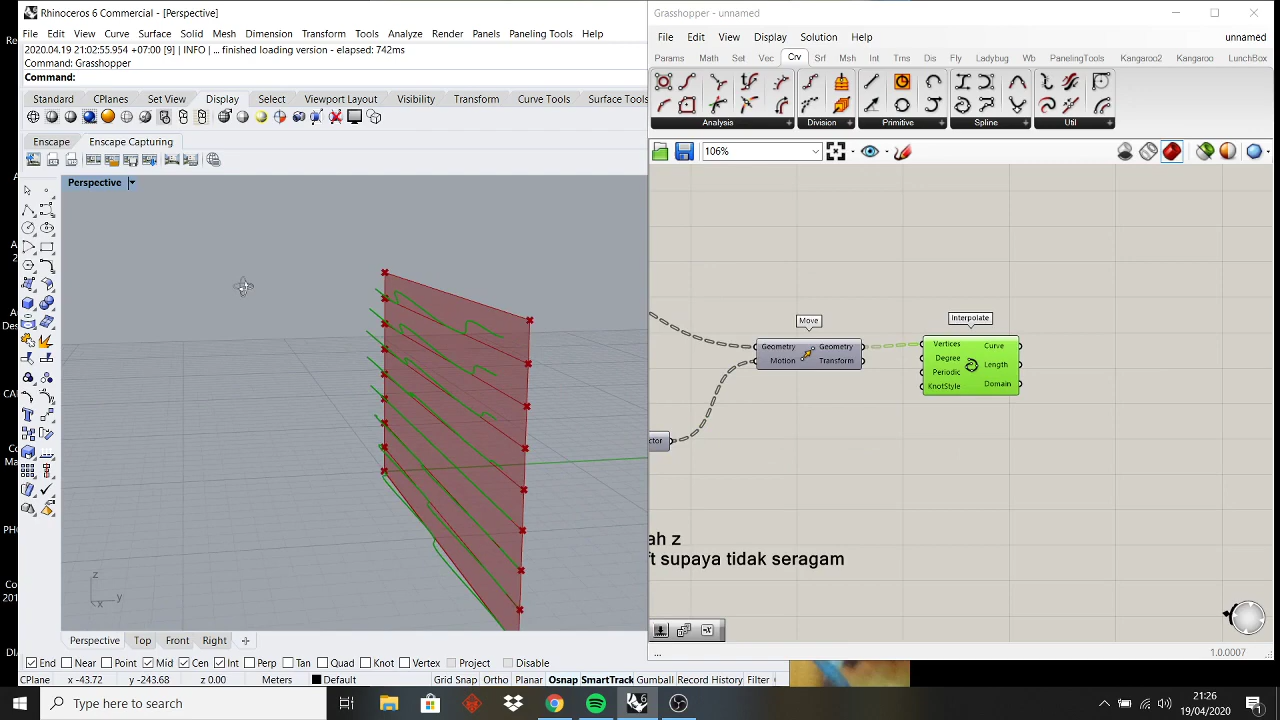 Rhinoceros 6 Commercial - [Perspective]
File Edit View Curve Surface Solid Mesh Dimension Transform Tools Analyze Render Panels Paneling Tools Help
2020.04.19 21:02:55.954 +07:00 [9] | INFO | ... finished loading version - elapsed: 742ms
Command: Grasshopper
Command:
Standard CPlanes Set View Display Select Viewport Layout Visibility Transform Curve Tools Surface Tools
Escape Escape Capturing
Perspective
z
x y
Perspective Top Front Right
End Near Point Mid Cen Int Perp Tan Quad Knot Vertex Project Disable
CPlane X -43.72 Y -243.68 Z 0.00 Meters Default Grid Snap Ortho Planar Osnap SmartTrack Gumball Record History Filter
Grasshopper - unnamed
File Edit View Display Solution Help unnamed
Params Math Set Vec Crv Srf Msh Int Trns Dis Fly Ladybug Wb PanelingTools Kangaroo2 Kangaroo LunchBox
Analysis Division Primitive Spline Util
106%
Move
Geometry Geometry
Motion Transform
Interpolate
Vertices Curve
Degree Length
Periodic Domain
KnotStyle
ctor
ah z
ft supaya tidak seragam
...
1.0.0007
Type here to search
21:26
19/04/2020